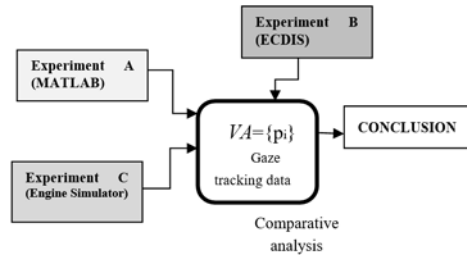 Experiment B
(ECDIS)
Experiment A
(MATLAB)
VA={pi}
Gaze
tracking data
CONCLUSION
Experiment C
(Engine Simulator)
Comparative
analysis